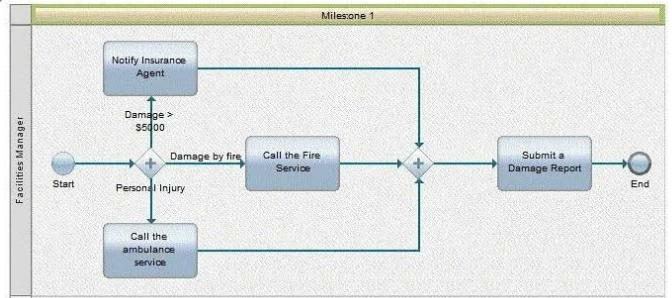 Milestone 1
Facilities Manager
Notify Insurance
Agent
Damage >
$5000
Start
Damage by fire
Personal Injury
Call the Fire
Service
Call the
ambulance
service
Submit a
Damage Report
End